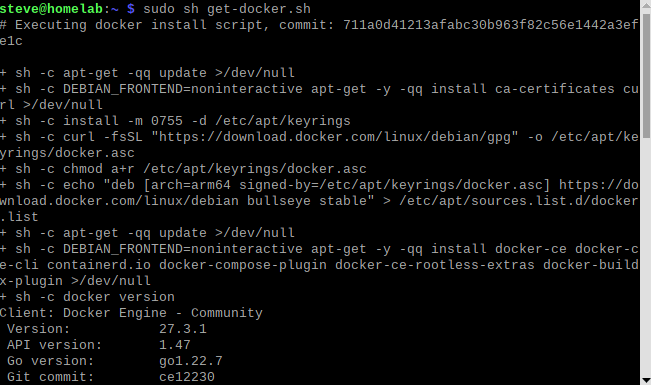 steve@homelab:~ $ sudo sh get-docker.sh
# Executing docker install script, commit: 711a0d41213afabc30b963f82c56e1442a3ef
e1c
+ sh -c apt-get -qq update >/dev/null
+ sh -c DEBIAN_FRONTEND=noninteractive apt-get -y -qq install ca-certificates cu
rl >/dev/null
+ sh -c install -m 0755 -d /etc/apt/keyrings
+ sh -c curl -fsSL "https://download.docker.com/linux/debian/gpg" -o /etc/apt/ke
yrings/docker.asc
+ sh -c chmod a+r /etc/apt/keyrings/docker.asc
+ sh -c echo "deb [arch=arm64 signed-by=/etc/apt/keyrings/docker.asc] https://do
wnload.docker.com/linux/debian bullseye stable" > /etc/apt/sources.list.d/docker
.list
+ sh -c apt-get -qq update >/dev/null
+ sh -c DEBIAN_FRONTEND=noninteractive apt-get -y -qq install docker-ce docker-c
e-cli containerd.io docker-compose-plugin docker-ce-rootless-extras docker-build
x-plugin >/dev/null
+ sh -c docker version
Client: Docker Engine - Community
 Version:           27.3.1
 API version:       1.47
 Go version:        go1.22.7
 Git commit:        ce12230